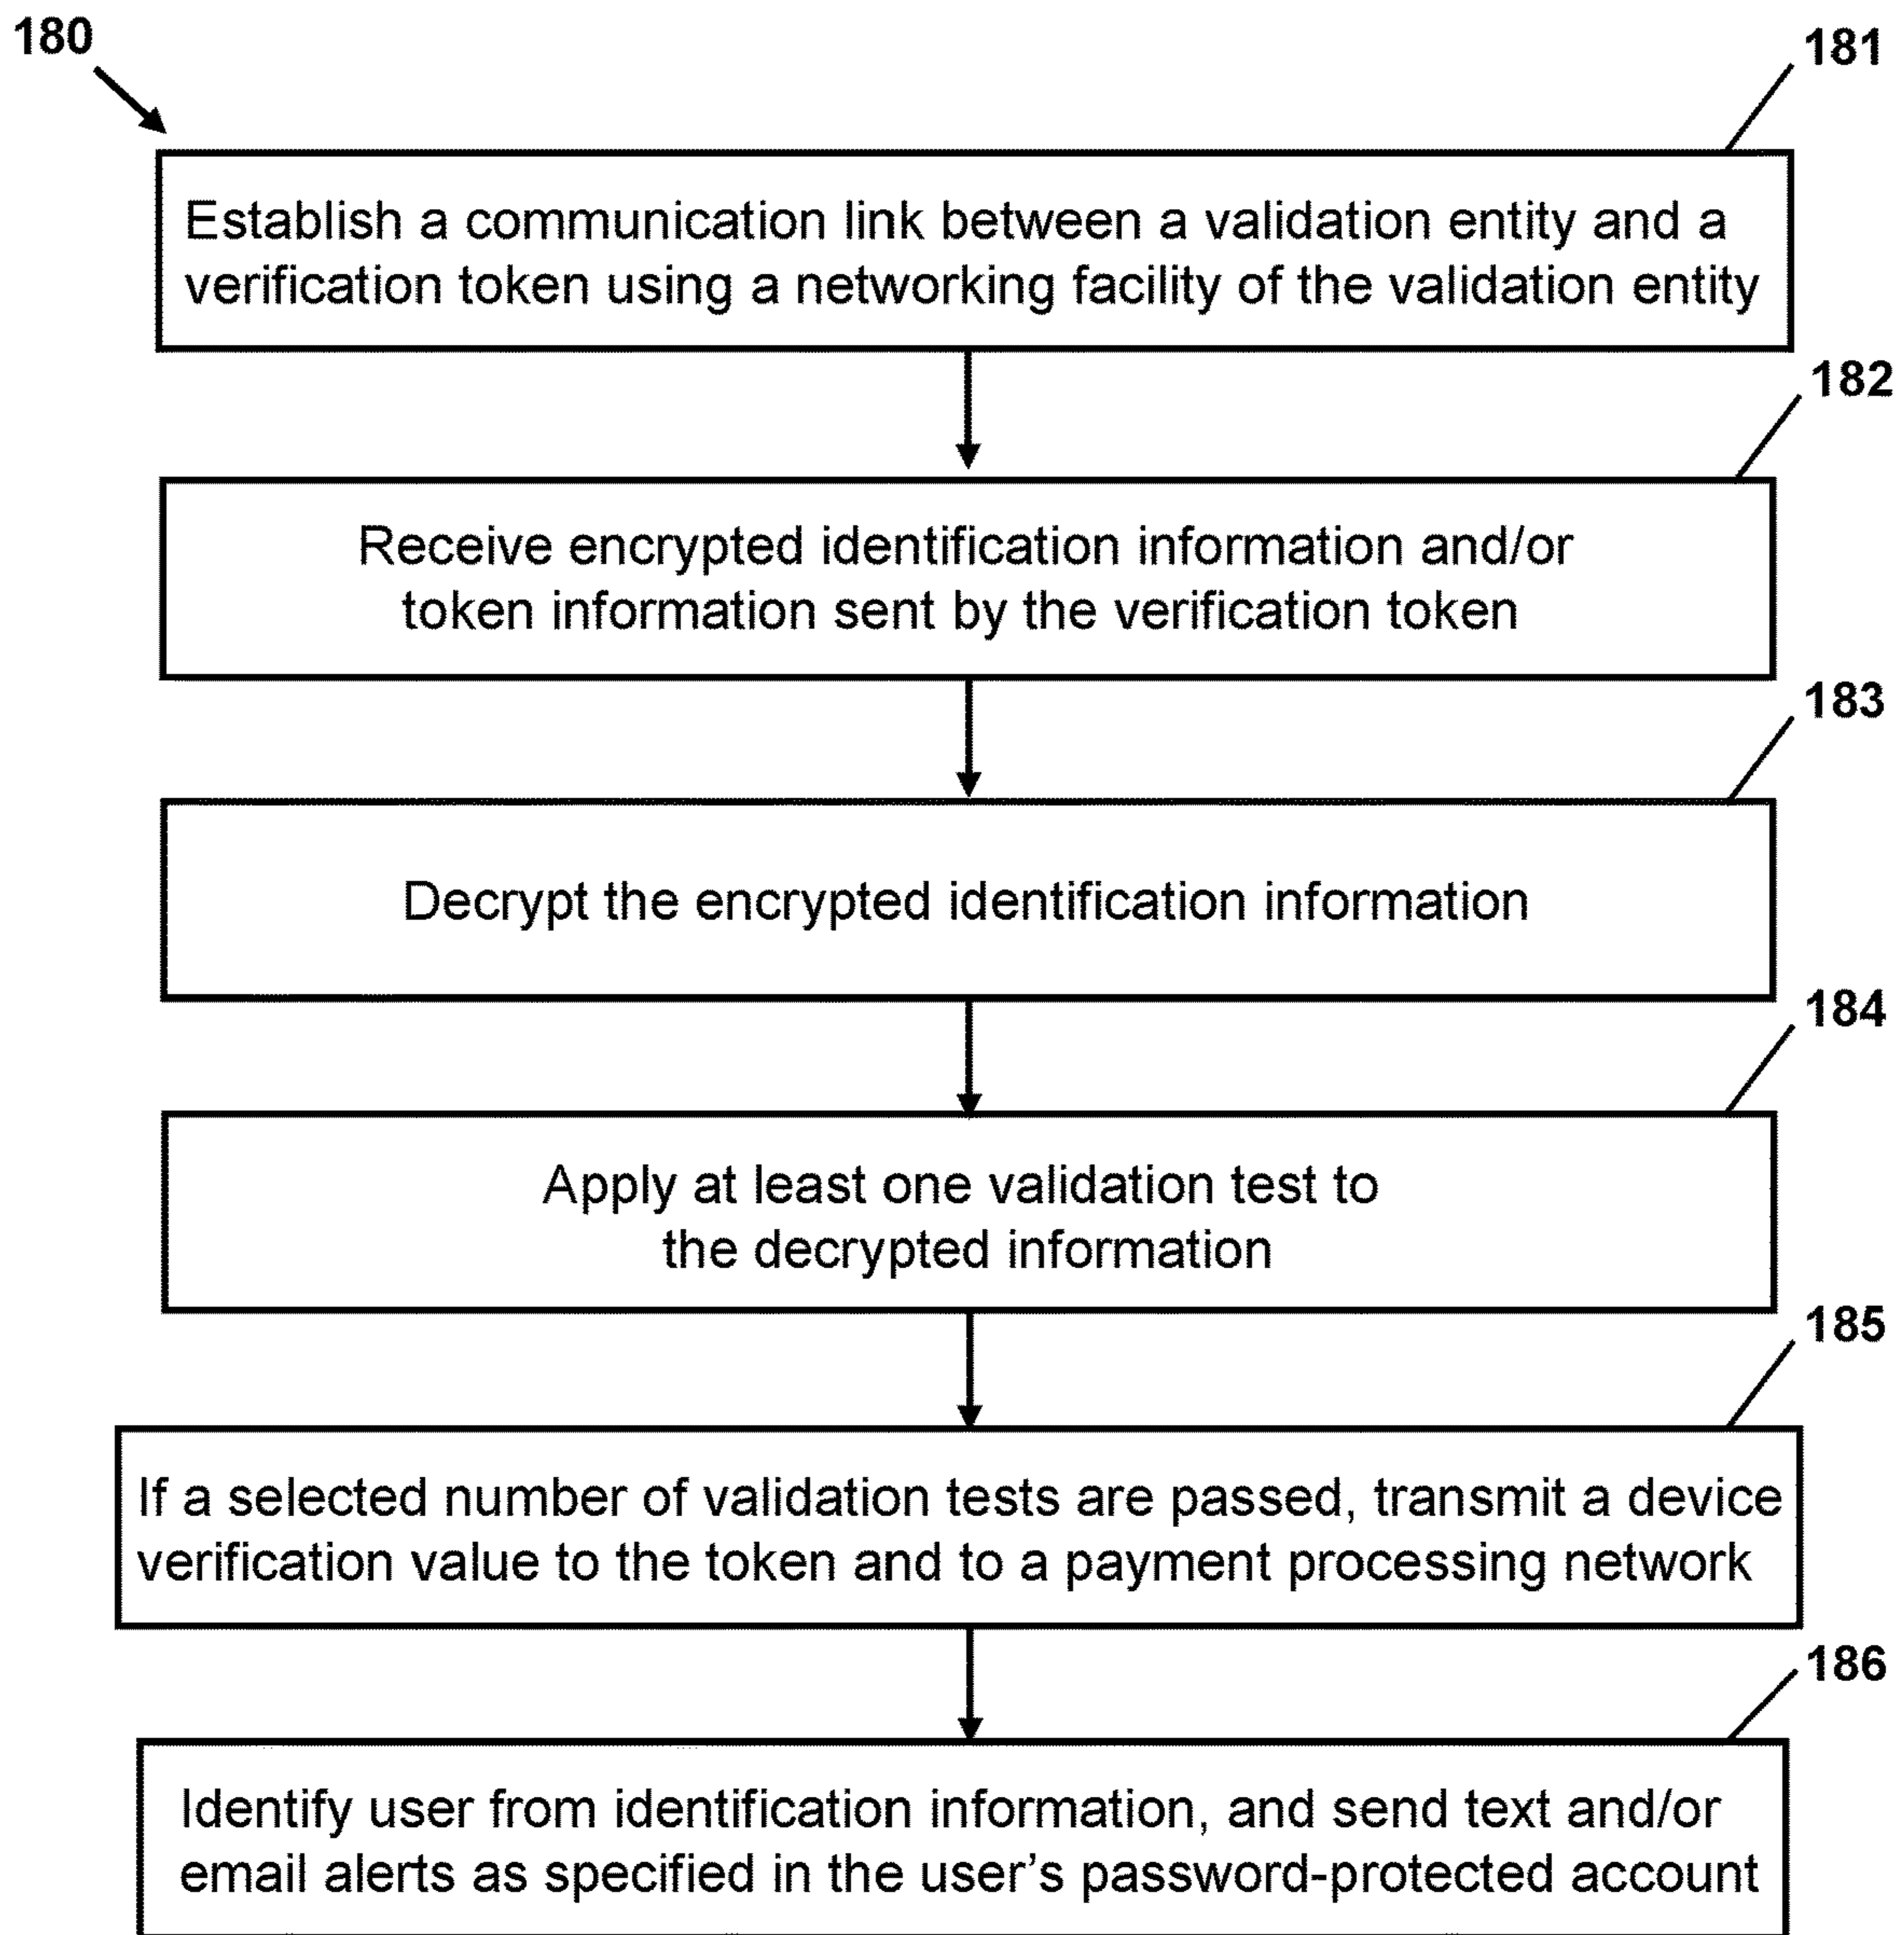 180
181
Establish a communication link between a validation entity and a
verification token using a networking facility of the validation entity
182
Receive encrypted identification information and/or
token information sent by the verification token
183
Decrypt the encrypted identification information
184
Apply at least one validation test to
the decrypted information
185
If a selected number of validation tests are passed, transmit a device
verification value to the token and to a payment processing network
186
Identify user from identification information, and send text and/or
email alerts as specified in the user's password-protected account